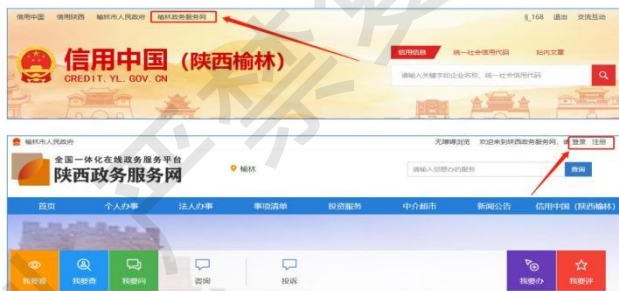 信用中国 信用陕西 榆林市人民政府 榆林政务服务网
_168 退出 交流互动
信用中国（陕西榆林）
CREDIT. YL. GOV. CN
信用信息 统一社会信用代码 站内文章
请输入关键字如企业名称、统一社会信用代码
榆林市人民政府
无障碍浏览 欢迎来到陕西政务服务网，请 登录 注册
全国一体化在线政务服务平台
陕西政务服务网
榆林
请输入您想办的服务
查询
首页 个人办事 法人办事 事项清单 投资服务 中介超市 新闻公告 信用中国（陕西榆林）
我要看 我要查 我要问 咨询 投诉 我要办 我要评